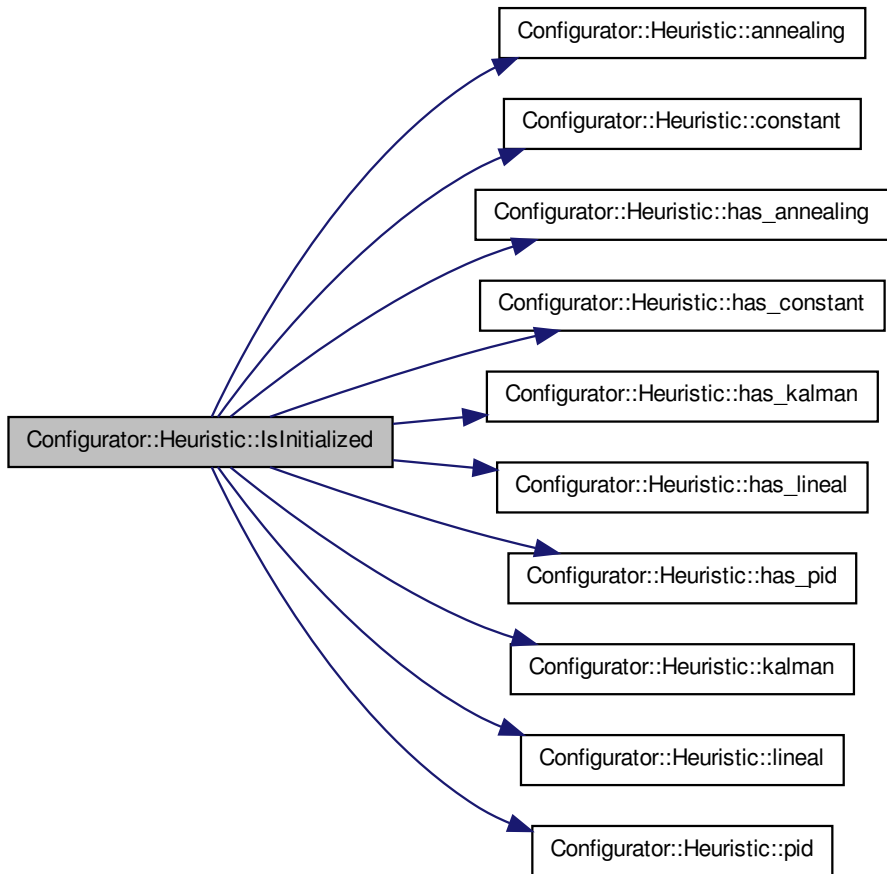 Configurator::Heuristic::annealing
Configurator::Heuristic::constant
Configurator::Heuristic::has_annealing
Configurator::Heuristic::has_constant
Configurator::Heuristic::has_kalman
Configurator::Heuristic::IsInitialized
Configurator::Heuristic::has_lineal
Configurator::Heuristic::has_pid
Configurator::Heuristic::kalman
Configurator::Heuristic::lineal
Configurator::Heuristic::pid